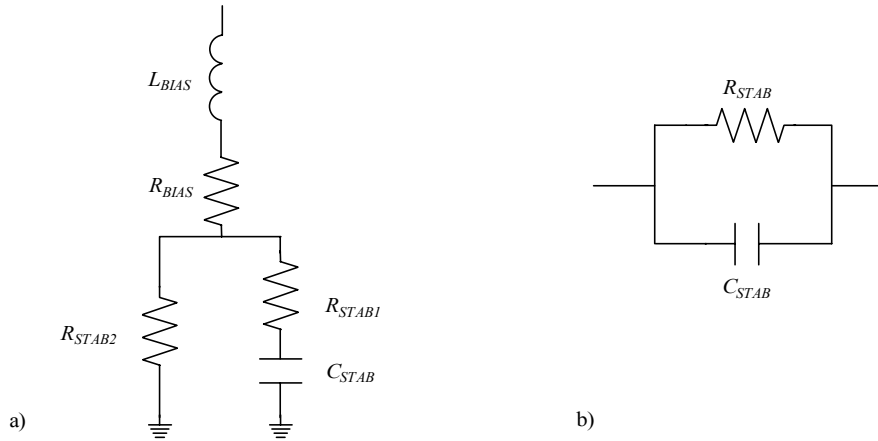 L_BIAS
R_BIAS
R_STAB2
R_STAB1
C_STAB
a)
R_STAB
C_STAB
b)